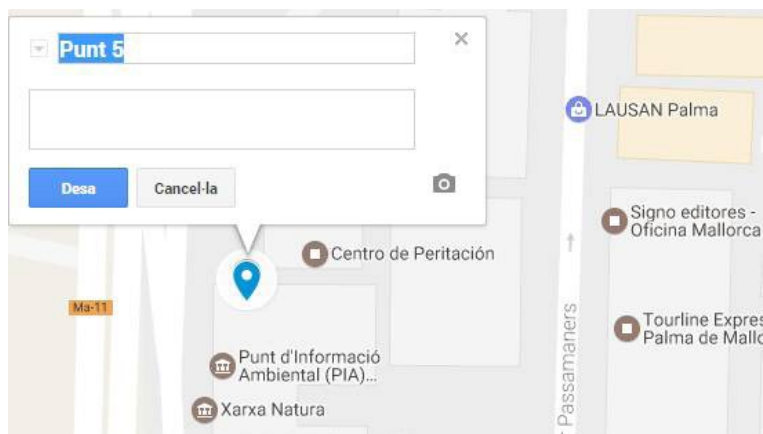 Punt 5
Desa
Cancel·la
LAUSAN Palma
Signo editores -
Oficina Mallorca
Centro de Peritación
Ma-11
Tourline Expres
Palma de Mallo
Punt d'Informació
Ambiental (PIA)...
Xarxa Natura
r Passamaners